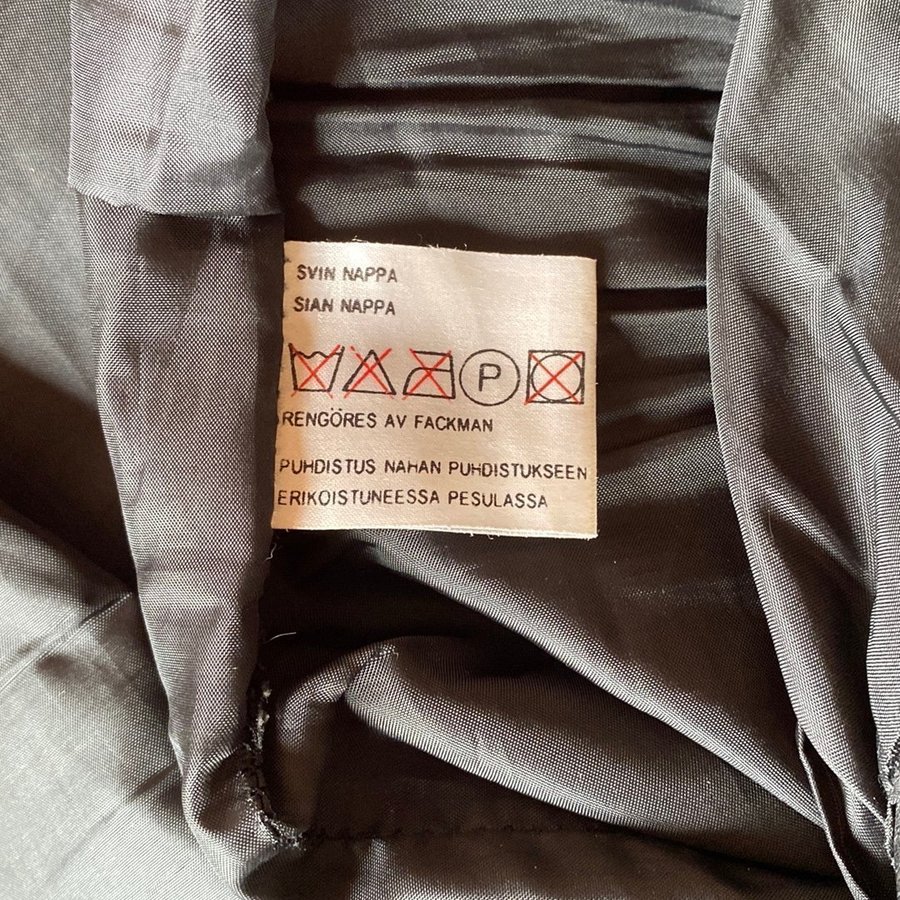 SVIN NAPPA
SIAN NAPPA
P
RENGÖRES AV FACKMAN
PUHDISTUS NAHAN PUHDISTUKSEEN
ERIKOISTUNEESSA PESULASSA